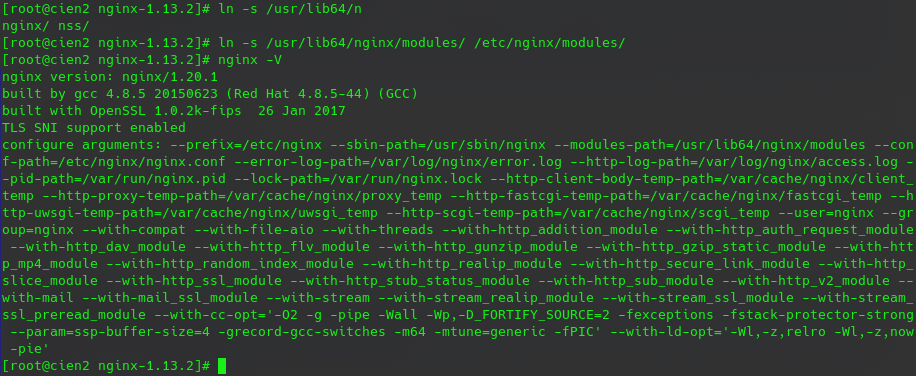 [root@cien2 nginx-1.13.2]# ln -s /usr/lib64/n
nginx/ nss/
[root@cien2 nginx-1.13.2]# ln -s /usr/lib64/nginx/modules/ /etc/nginx/modules/
[root@cien2 nginx-1.13.2]# nginx -V
nginx version: nginx/1.20.1
built by gcc 4.8.5 20150623 (Red Hat 4.8.5-44) (GCC)
built with OpenSSL 1.0.2k-fips  26 Jan 2017
TLS SNI support enabled
configure arguments: --prefix=/etc/nginx --sbin-path=/usr/sbin/nginx --modules-path=/usr/lib64/nginx/modules --con
f-path=/etc/nginx/nginx.conf --error-log-path=/var/log/nginx/error.log --http-log-path=/var/log/nginx/access.log -
-pid-path=/var/run/nginx.pid --lock-path=/var/run/nginx.lock --http-client-body-temp-path=/var/cache/nginx/client_
temp --http-proxy-temp-path=/var/cache/nginx/proxy_temp --http-fastcgi-temp-path=/var/cache/nginx/fastcgi_temp --h
ttp-uwsgi-temp-path=/var/cache/nginx/uwsgi_temp --http-scgi-temp-path=/var/cache/nginx/scgi_temp --user=nginx --gr
oup=nginx --with-compat --with-file-aio --with-threads --with-http_addition_module --with-http_auth_request_module
 --with-http_dav_module --with-http_flv_module --with-http_gunzip_module --with-http_gzip_static_module --with-htt
p_mp4_module --with-http_random_index_module --with-http_realip_module --with-http_secure_link_module --with-http_
slice_module --with-http_ssl_module --with-http_stub_status_module --with-http_sub_module --with-http_v2_module --
with-mail --with-mail_ssl_module --with-stream --with-stream_realip_module --with-stream_ssl_module --with-stream_
ssl_preread_module --with-cc-opt='-O2 -g -pipe -Wall -Wp,-D_FORTIFY_SOURCE=2 -fexceptions -fstack-protector-strong
 --param=ssp-buffer-size=4 -grecord-gcc-switches -m64 -mtune=generic -fPIC' --with-ld-opt='-Wl,-z,relro -Wl,-z,now
 -pie'
[root@cien2 nginx-1.13.2]#